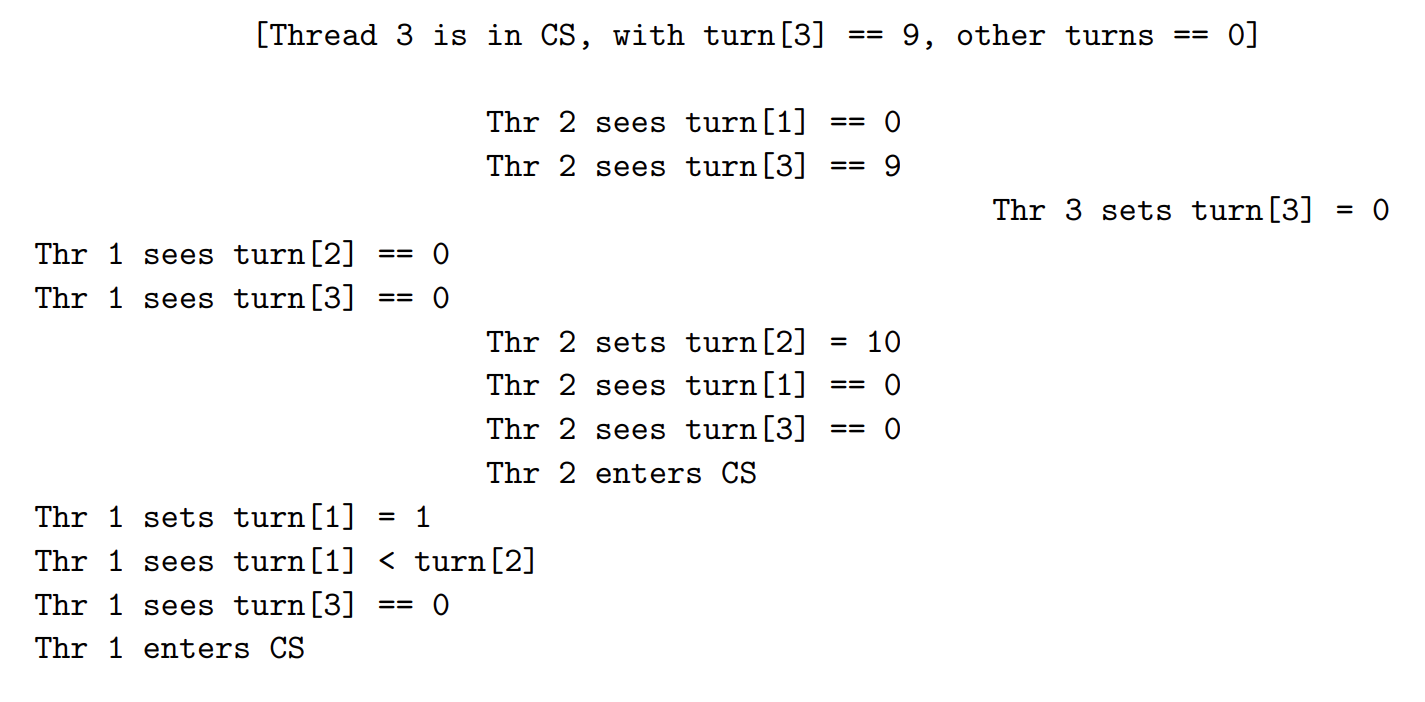 [Thread 3 is in CS, with turn[3] == 9, other turns == 0]
Thr 2 sees turn[1] == 0
Thr 2 sees turn[3] == 9
Thr 3 sets turn[3] = 0
Thr 1 sees turn[2] == 0
Thr 1 sees turn[3] == 0
Thr 2 sets turn[2] = 10
Thr 2 sees turn[1] == 0
Thr 2 sees turn[3] == 0
Thr 2 enters CS
Thr 1 sets turn[1] = 1
Thr 1 sees turn[1] < turn[2]
Thr 1 sees turn[3] == 0
Thr 1 enters CS